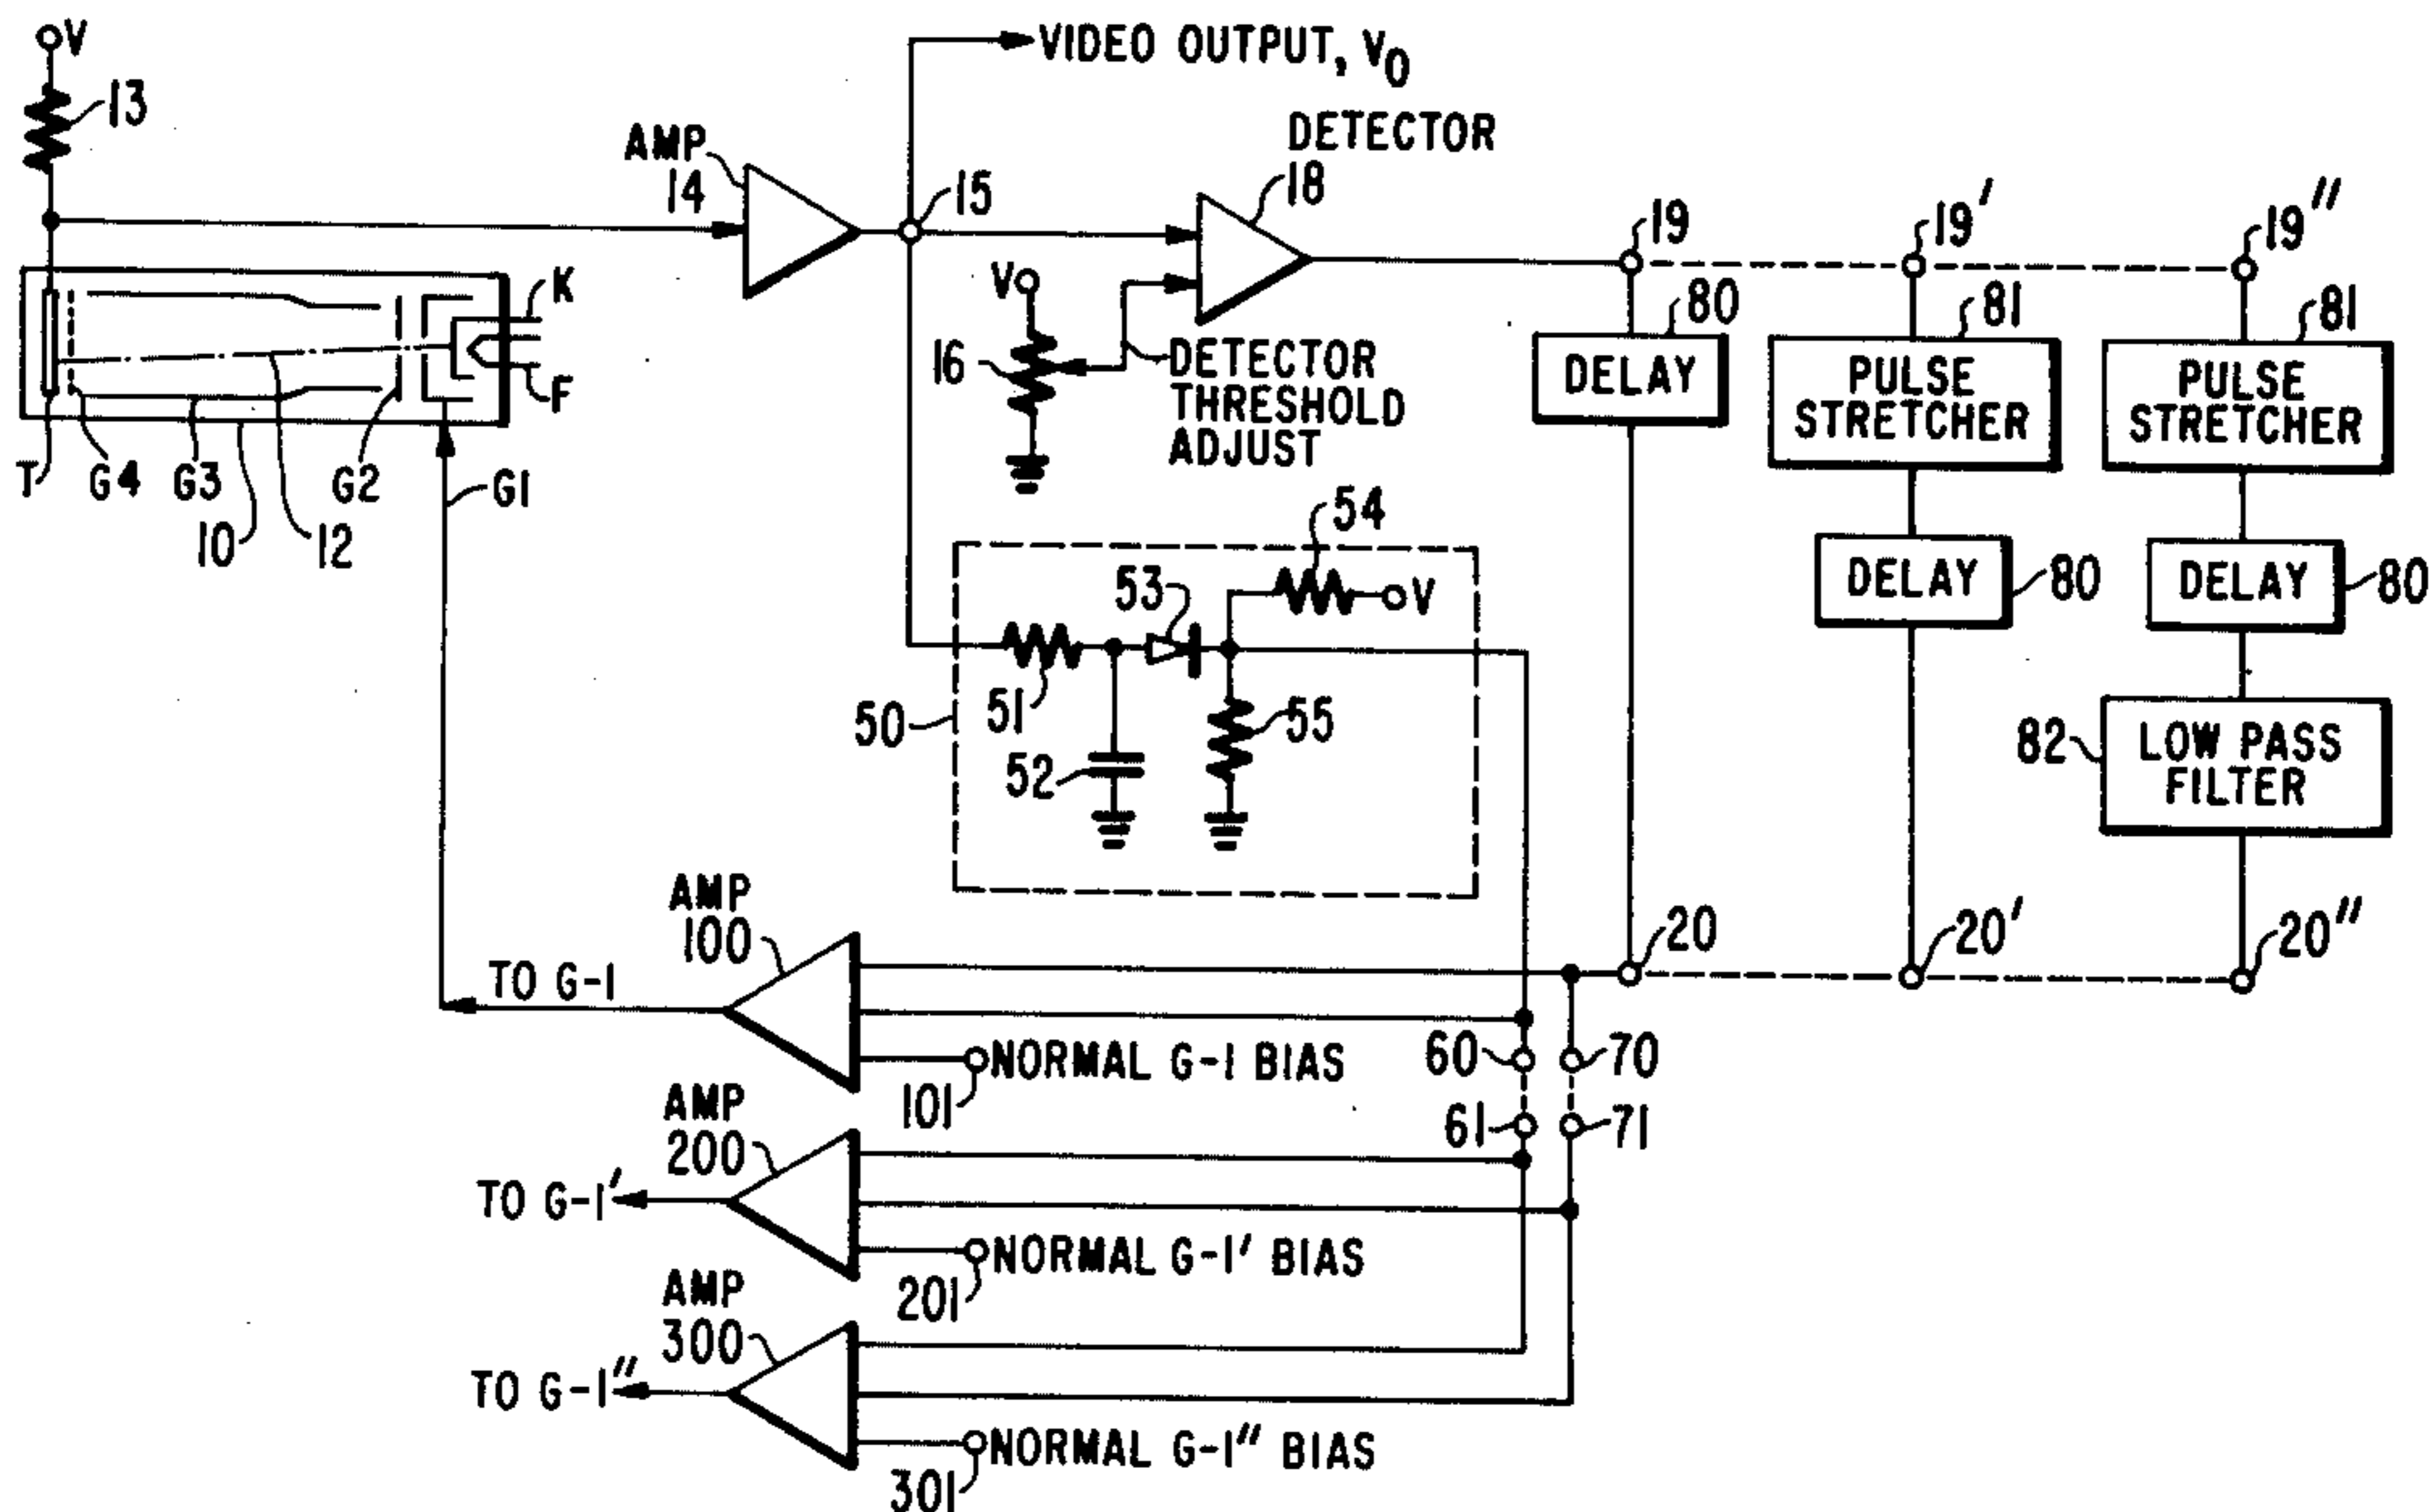 V
VIDEO OUTPUT, V0
13
DETECTOR
18
AMP
14
15
19
19'
19''
V
16
DETECTOR
THRESHOLD
ADJUST
80
DELAY
81
PULSE
STRETCHER
81
PULSE
STRETCHER
K
F
T
G4
G3
G2
G1
10
12
DELAY
80
DELAY
80
54
V
53
51
50
52
55
82
LOW PASS
FILTER
AMP
100
TO G-1
20
20'
20''
NORMAL G-1 BIAS
101
60
70
61
71
AMP
200
TO G-1'
NORMAL G-1' BIAS
201
AMP
300
TO G-1''
NORMAL G-1'' BIAS
301